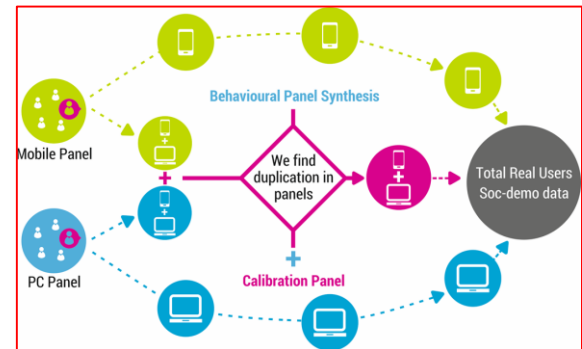 Behavioural Panel Synthesis
Mobile Panel
+
+
We find
duplication in
panels
+
+
+
Total Real Users
Soc-demo data
PC Panel
+
Calibration Panel